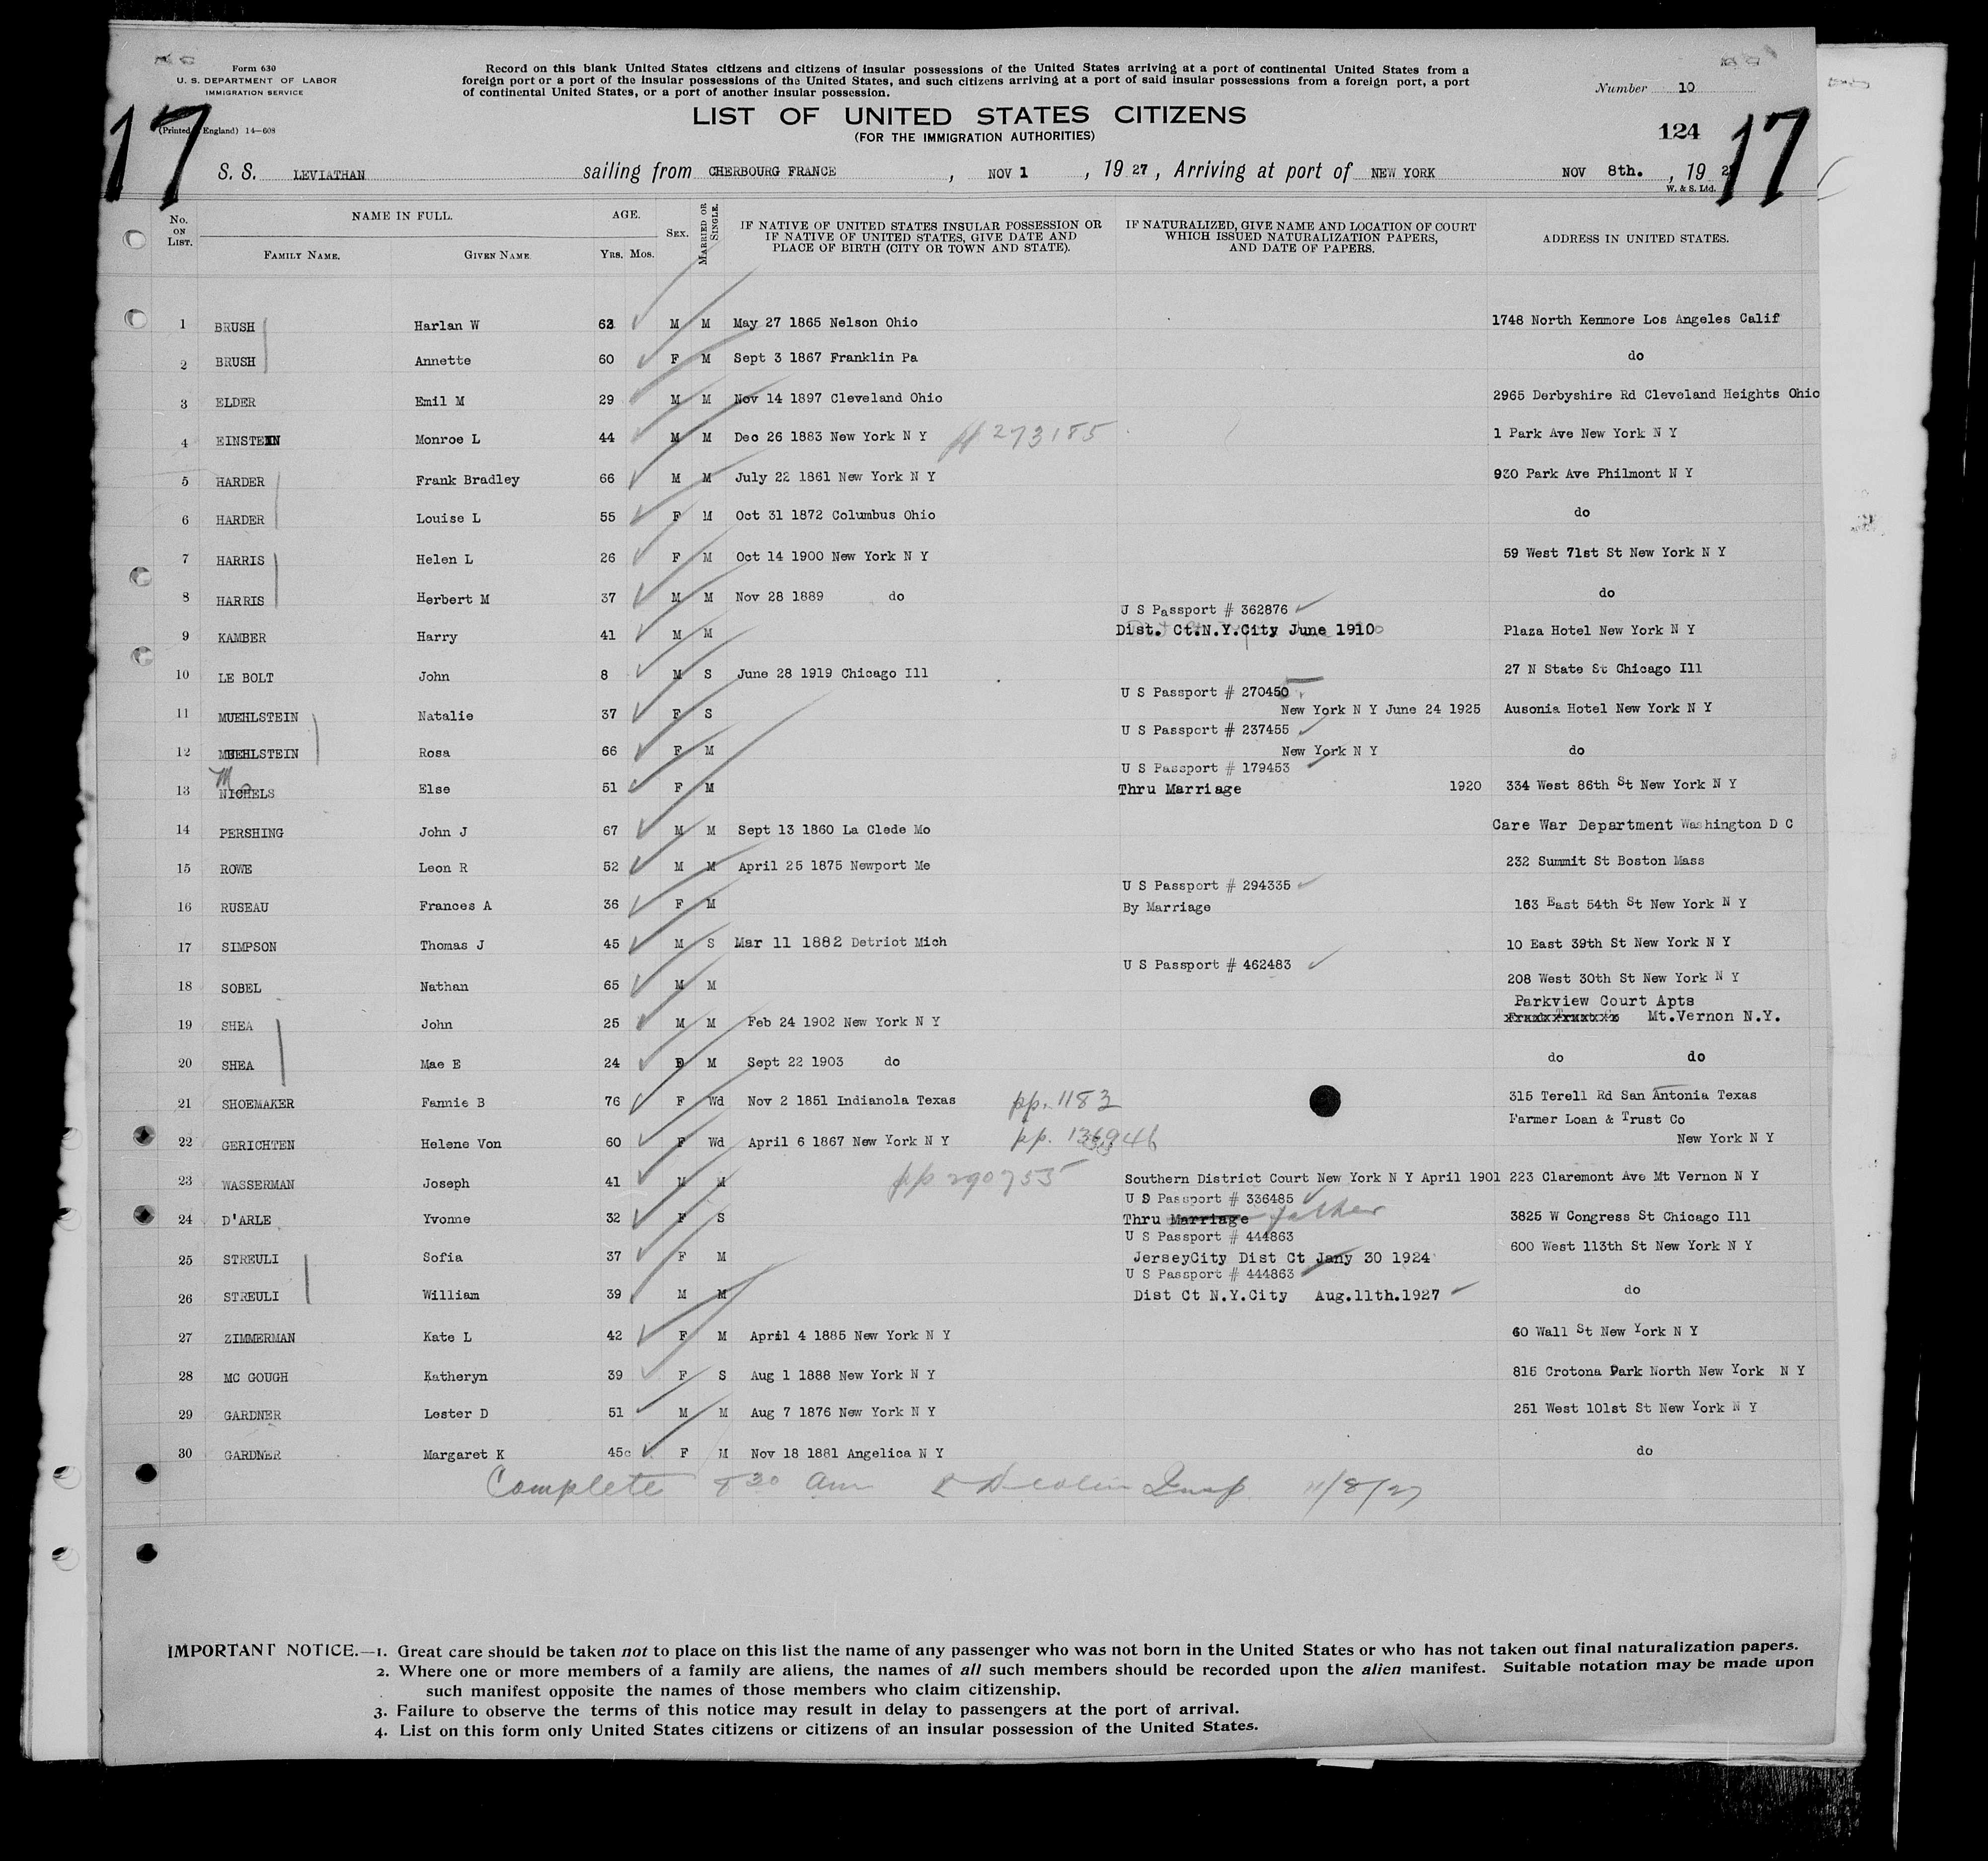 Form 630
U. S. DEPARTMENT OF LABOR
IMMIGRATION SERVICE
(Printed England) 14—608
Record on this blank United States citizens and citizens of insular possessions of the United States arriving at a port of continental United States from a
foreign port or a port of the insular possessions of the United States, and such citizens arriving at a port of said insular possessions from a foreign port, a port
of continental United States, or a port of another insular possession.
Number 10
LIST OF UNITED STATES CITIZENS
(FOR THE IMMIGRATION AUTHORITIES)
124
17 17
S. S. LEVIATHAN sailing from CHERBOURG FRANCE, NOV 1, 19 27, Arriving at port of NEW YORK NOV 8th., 19 2
W. & S. Ltd.
No. ON LIST. NAME IN FULL. FAMILY NAME. GIVEN NAME. AGE. YRS. MOS. SEX. MARRIED OR SINGLE. IF NATIVE OF UNITED STATES INSULAR POSSESSION OR IF NATIVE OF UNITED STATES, GIVE DATE AND PLACE OF BIRTH (CITY OR TOWN AND STATE). IF NATURALIZED, GIVE NAME AND LOCATION OF COURT WHICH ISSUED NATURALIZATION PAPERS, AND DATE OF PAPERS. ADDRESS IN UNITED STATES.
1 BRUSH Harlan W 62 M M May 27 1865 Nelson Ohio 1748 North Kenmore Los Angeles Calif
2 BRUSH Annette 60 F M Sept 3 1867 Franklin Pa do
3 ELDER Emil M 29 M M Nov 14 1897 Cleveland Ohio 2965 Derbyshire Rd Cleveland Heights Ohio
4 EINSTEIN Monroe L 44 M M Dec 26 1883 New York N Y # 273185 1 Park Ave New York N Y
5 HARDER Frank Bradley 66 M M July 22 1861 New York N Y 930 Park Ave Philmont N Y
6 HARDER Louise L 55 F M Oct 31 1872 Columbus Ohio do
7 HARRIS Helen L 26 F M Oct 14 1900 New York N Y 59 West 71st St New York N Y
8 HARRIS Herbert M 37 M M Nov 28 1889 do do
U S Passport # 362876
9 KAMBER Harry 41 M M Dist. Ct.N.Y.City June 1910 Plaza Hotel New York N Y
10 LE BOLT John 8 M S June 28 1919 Chicago Ill 27 N State St Chicago Ill
U S Passport # 270450
11 MUEHLSTEIN Natalie 37 F S New York N Y June 24 1925 Ausonia Hotel New York N Y
U S Passport # 237455
12 MUEHLSTEIN Rosa 66 F M New York N Y do
U S Passport # 179453
M
13 NICHELS Else 51 F M Thru Marriage 1920 334 West 86th St New York N Y
14 PERSHING John J 67 M M Sept 13 1860 La Clede Mo Care War Department Washington D C
15 ROWE Leon R 52 M M April 25 1875 Newport Me 232 Summit St Boston Mass
U S Passport # 294335
16 RUSEAU Frances A 36 F M By Marriage 163 East 54th St New York N Y
17 SIMPSON Thomas J 45 M S Mar 11 1882 Detriot Mich 10 East 39th St New York N Y
U S Passport # 462483
18 SOBEL Nathan 65 M M 208 West 30th St New York N Y
Parkview Court Apts
19 SHEA John 25 M M Feb 24 1902 New York N Y Mt.Vernon N.Y.
20 SHEA Mae E 24 M Sept 22 1903 do do do
21 SHOEMAKER Fannie B 76 F Wd Nov 2 1851 Indianola Texas pp. 1183 315 Terell Rd San Antonia Texas
Farmer Loan & Trust Co
22 GERICHTEN Helene Von 60 F Wd April 6 1867 New York N Y pp. New York N Y
23 WASSERMAN Joseph 41 M M pp 290755 Southern District Court New York N Y April 1901 223 Claremont Ave Mt Vernon N Y
U S Passport # 336485
24 D'ARLE Yvonne 32 F S Thru Marriage father 3825 W Congress St Chicago Ill
U S Passport # 444863
25 STREULI Sofia 37 F M JerseyCity Dist Ct Jany 30 1924 600 West 113th St New York N Y
U S Passport # 444863
26 STREULI William 39 M M Dist Ct N.Y.City Aug.11th.1927 do
27 ZIMMERMAN Kate L 42 F M April 4 1885 New York N Y 60 Wall St New York N Y
28 MC GOUGH Katheryn 39 F S Aug 1 1888 New York N Y 815 Crotona Park North New York N Y
29 GARDNER Lester D 51 M M Aug 7 1876 New York N Y 251 West 101st St New York N Y
30 GARDNER Margaret K 45 F M Nov 18 1881 Angelica N Y do
Complete 8 30 am Insp. 11/8/27
IMPORTANT NOTICE.—1. Great care should be taken not to place on this list the name of any passenger who was not born in the United States or who has not taken out final naturalization papers.
2. Where one or more members of a family are aliens, the names of all such members should be recorded upon the alien manifest. Suitable notation may be made upon
such manifest opposite the names of those members who claim citizenship.
3. Failure to observe the terms of this notice may result in delay to passengers at the port of arrival.
4. List on this form only United States citizens or citizens of an insular possession of the United States.